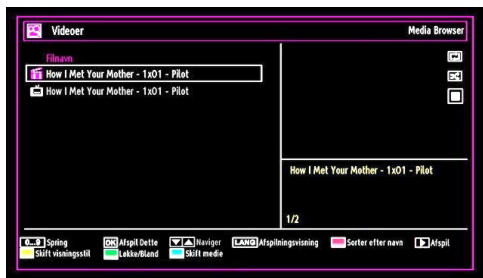 Videoer
Media Browser
Filnavn
How I Met Your Mother - 1x01 - Pilot
How I Met Your Mother - 1x01 - Pilot
How I Met Your Mother - 1x01 - Pilot
1/2
0...9 Spring OK Afspil Dette Naviger LANG Afspilningsvisning Sorter efter navn Afspil
Skift visningsstil Løkke/Bland Skift medie